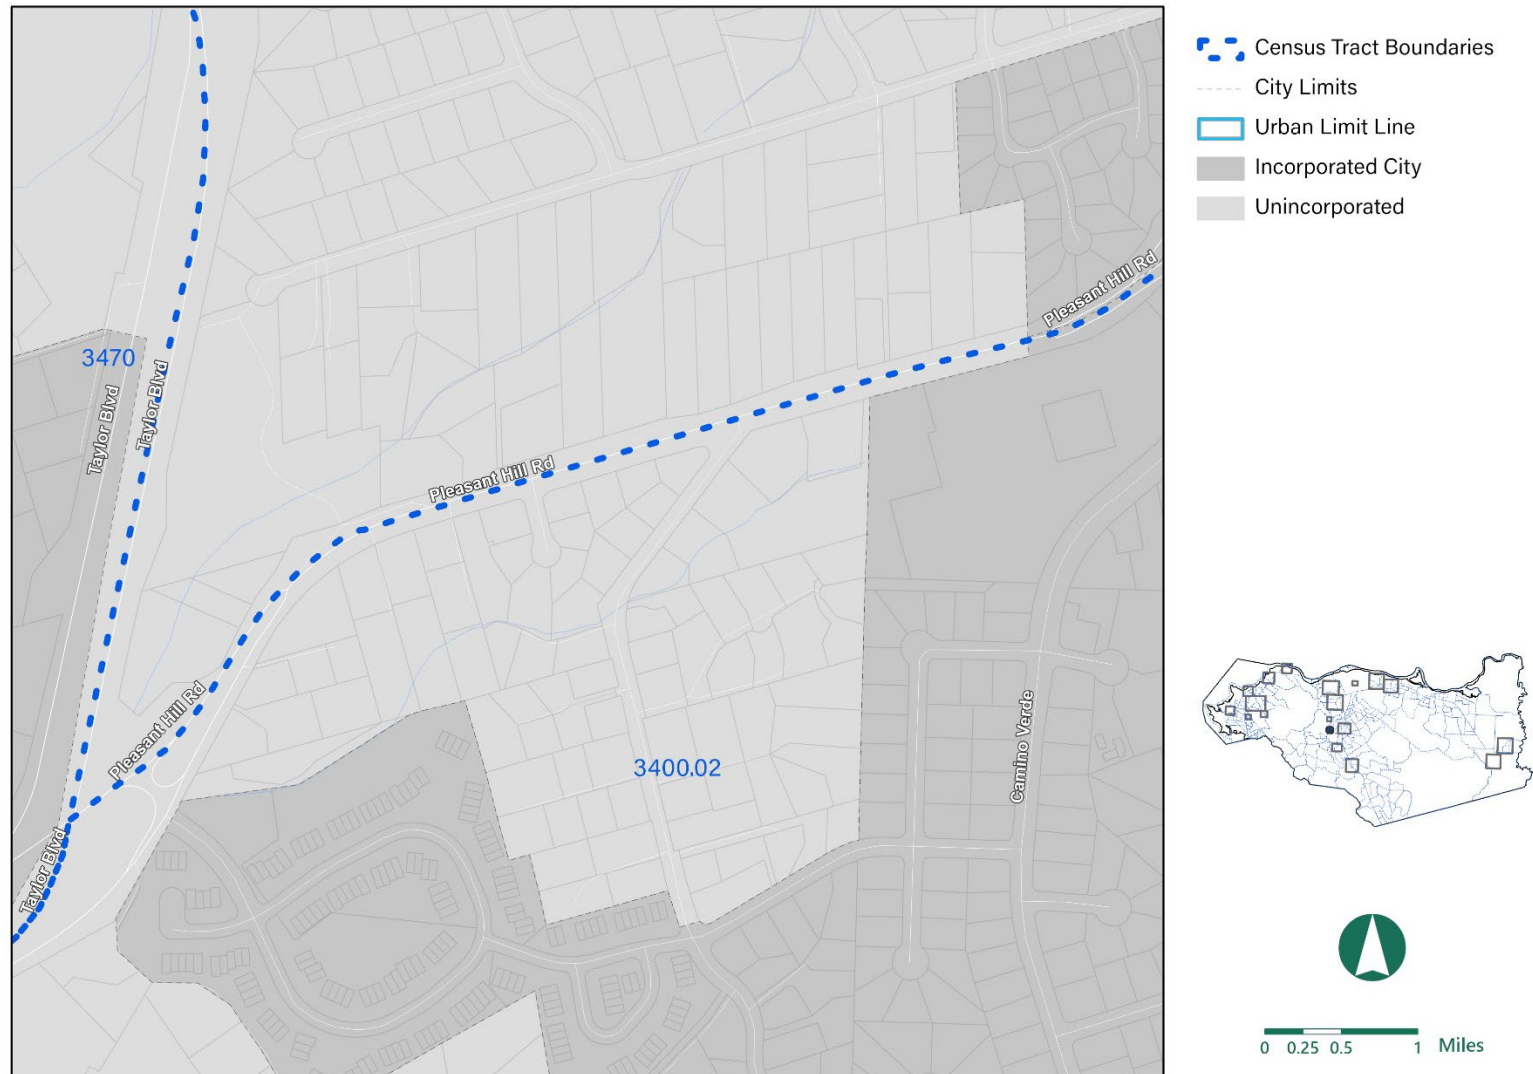 Census Tract Boundaries
City Limits
Urban Limit Line
Incorporated City
Unincorporated
Pleasant Hill Rd
3470
Taylor Blvd
Taylor Blvd
Pleasant Hill Rd
Pleasant Hill Rd
3400.02
Camino Verde
Taylor Blvd
0 0.25 0.5 1 Miles